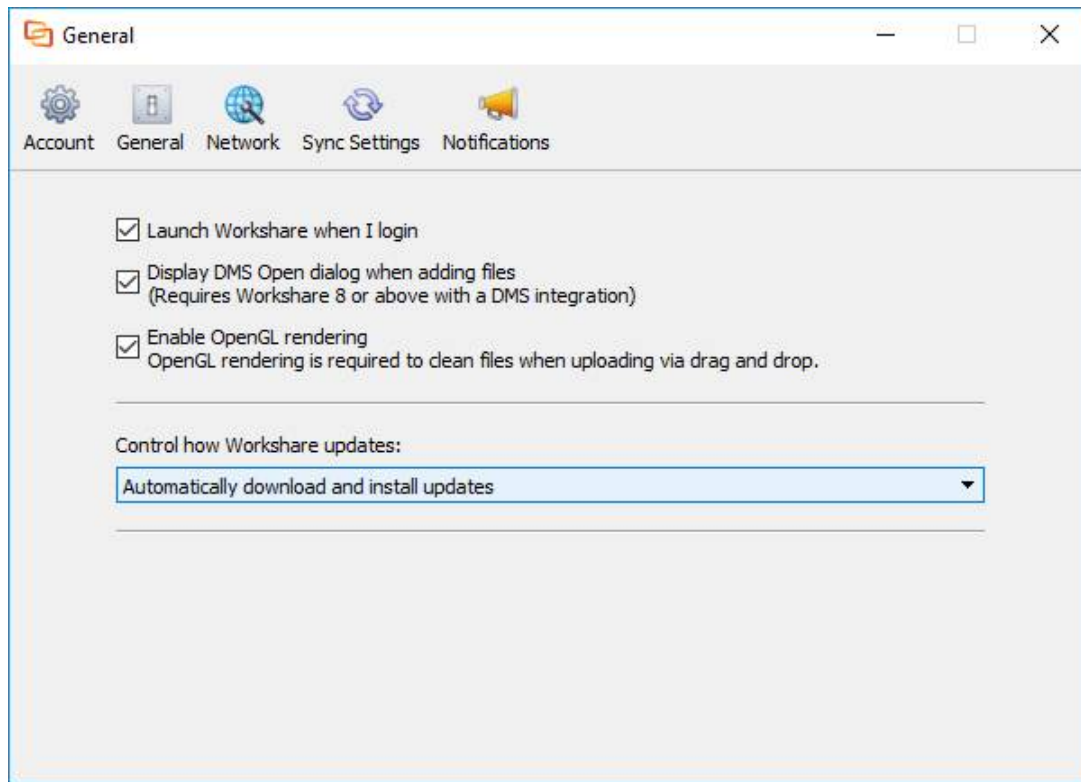 General
Account General Network Sync Settings Notifications
Launch Workshare when I login
Display DMS Open dialog when adding files
(Requires Workshare 8 or above with a DMS integration)
Enable OpenGL rendering
OpenGL rendering is required to clean files when uploading via drag and drop.
Control how Workshare updates:
Automatically download and install updates